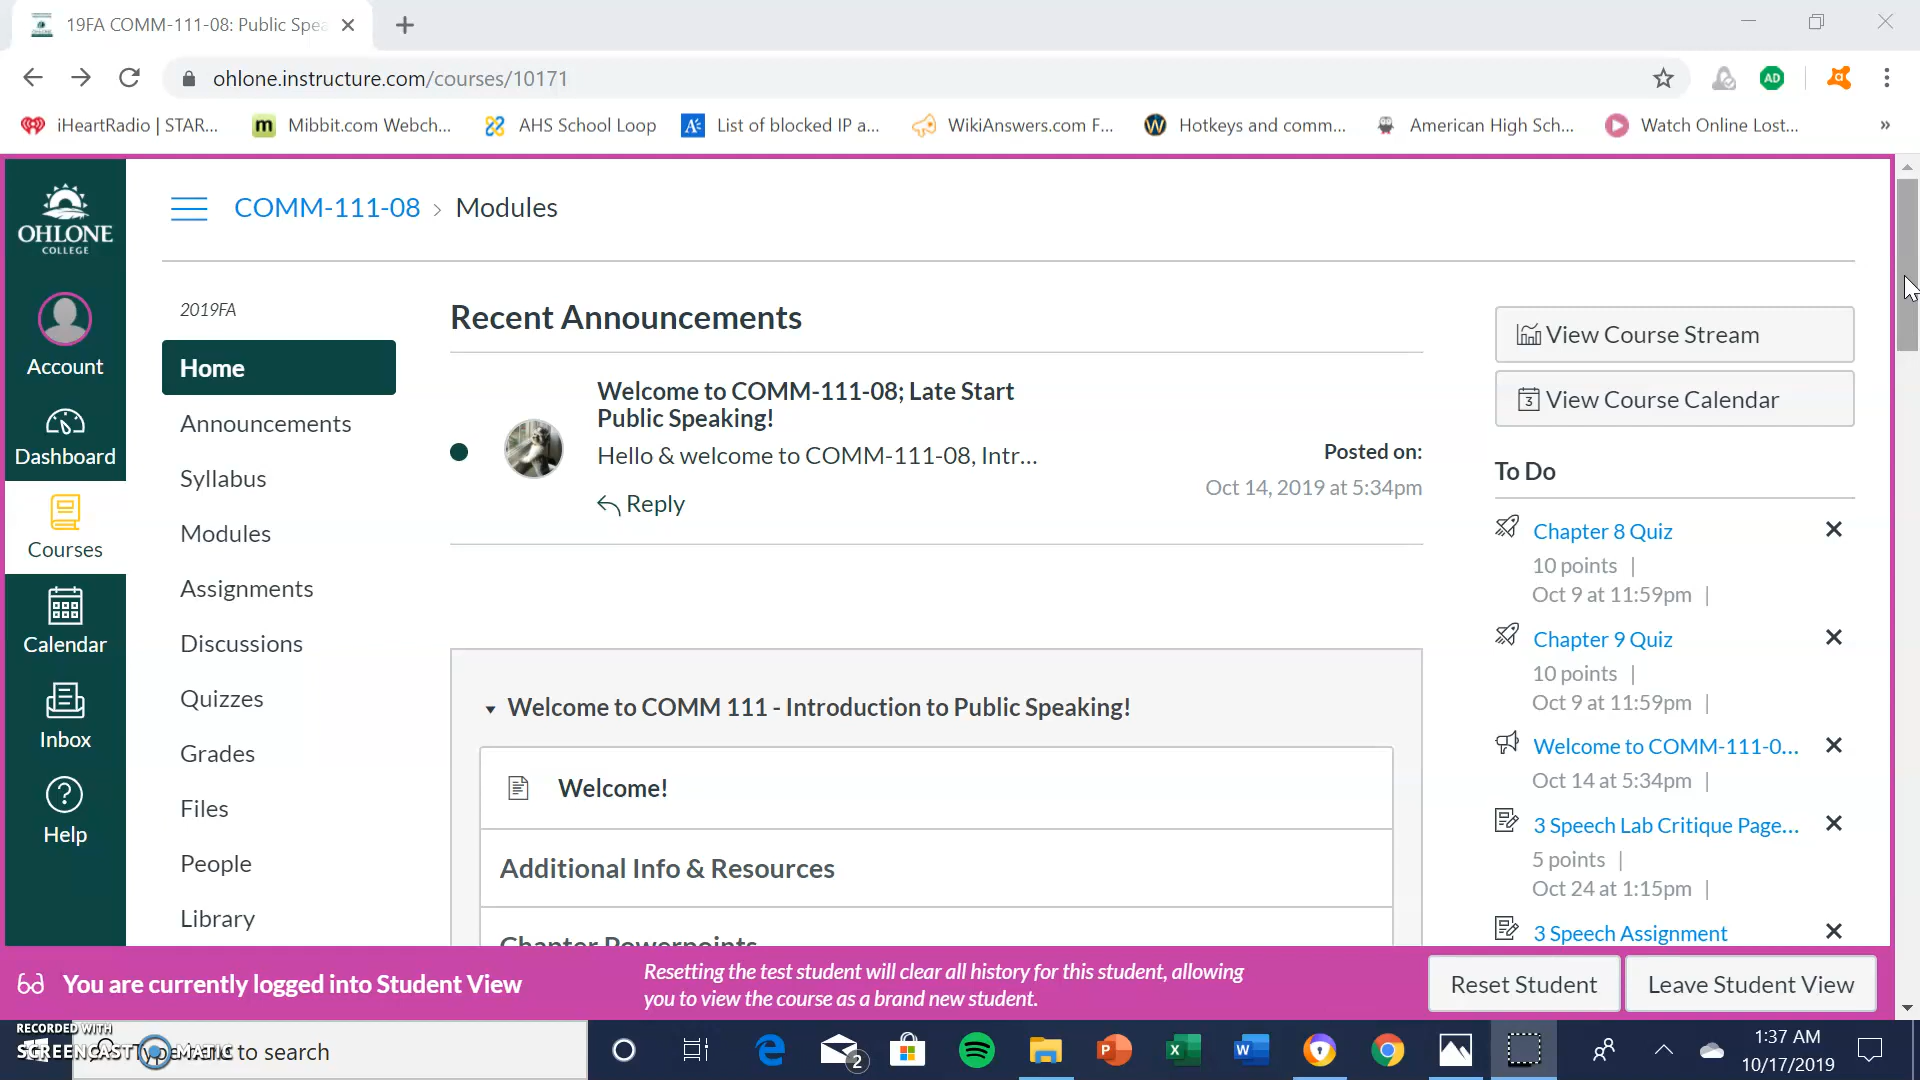 19FA COMM-111-08: Public Spea
ohlone.instructure.com/courses/10171
AD
iHeartRadio | STAR...
Mibbit.com Webch...
AHS School Loop
List of blocked IP a...
WikiAnswers.com F...
Hotkeys and comm...
American High Sch...
Watch Online Lost...
»
OHLONE
COLLEGE
Account
Dashboard
Courses
Calendar
Inbox
Help
COMM-111-08 › Modules
2019FA
Home
Announcements
Syllabus
Modules
Assignments
Discussions
Quizzes
Grades
Files
People
Library
Recent Announcements
Welcome to COMM-111-08; Late Start
Public Speaking!
Hello & welcome to COMM-111-08, Intr...
Reply
Posted on:
Oct 14, 2019 at 5:34pm
Welcome to COMM 111 - Introduction to Public Speaking!
Welcome!
Additional Info & Resources
Chapter Powerpoints
View Course Stream
3 View Course Calendar
To Do
Chapter 8 Quiz
10 points |
Oct 9 at 11:59pm |
Chapter 9 Quiz
10 points |
Oct 9 at 11:59pm |
Welcome to COMM-111-0...
Oct 14 at 5:34pm |
3 Speech Lab Critique Page...
5 points |
Oct 24 at 1:15pm |
3 Speech Assignment
You are currently logged into Student View
Resetting the test student will clear all history for this student, allowing
you to view the course as a brand new student.
Reset Student
Leave Student View
RECORDED WITH
SCREENCAST MATIC
Type here to search
2
1:37 AM
10/17/2019